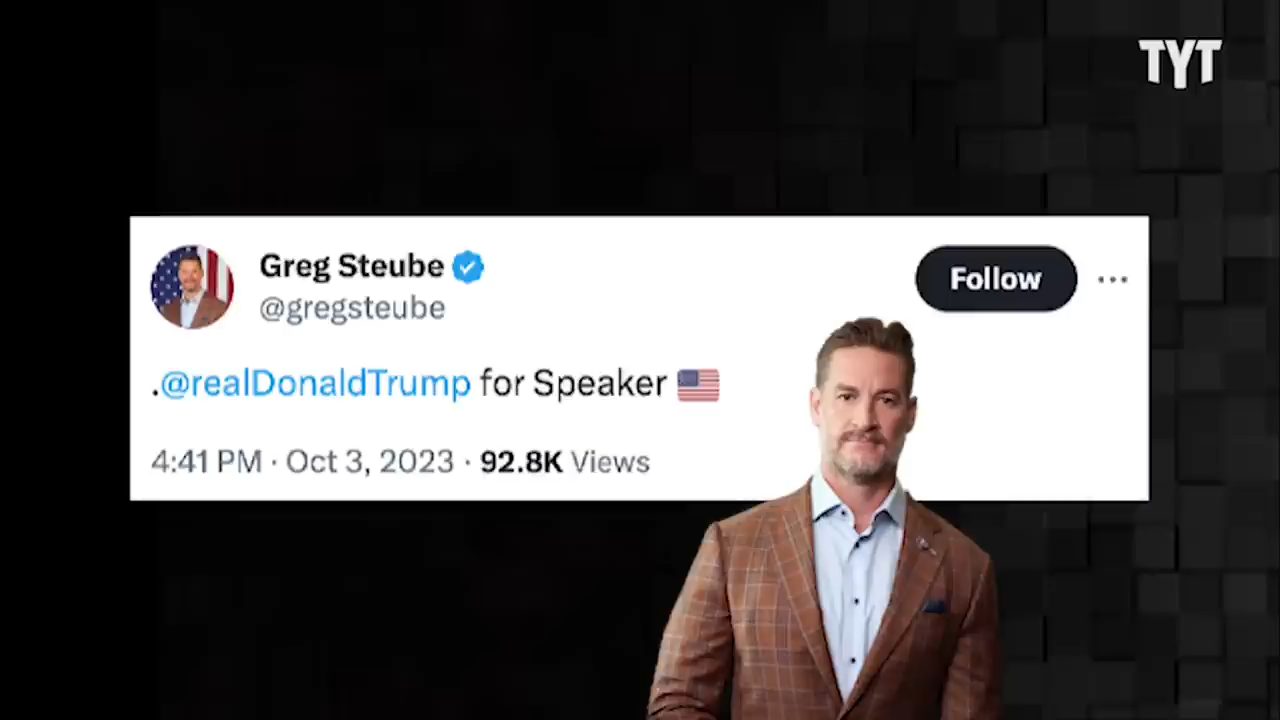 TYT
Greg Steube
Follow
@gregsteube
.@realDonaldTrump for Speaker 🇺🇸
4:41 PM · Oct 3, 2023 · 92.8K Views